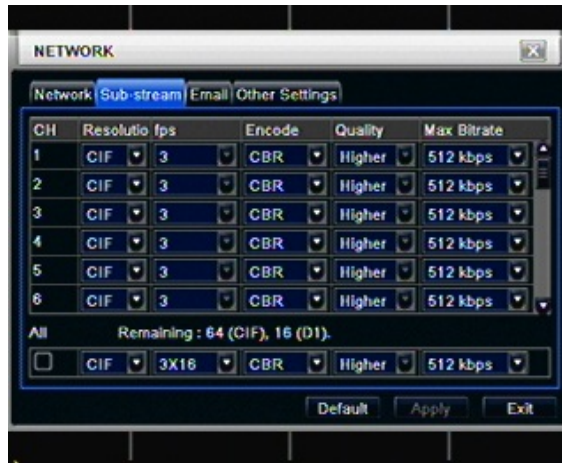 NETWORK
Network Sub-stream Email Other Settings
CH Resolutio fps Encode Quality Max Bitrate
1 CIF 3 CBR Higher 512 kbps
2 CIF 3 CBR Higher 512 kbps
3 CIF 3 CBR Higher 512 kbps
4 CIF 3 CBR Higher 512 kbps
5 CIF 3 CBR Higher 512 kbps
6 CIF 3 CBR Higher 512 kbps
All Remaining : 64 (CIF), 16 (D1).
CIF 3X16 CBR Higher 512 kbps
Default Apply Exit